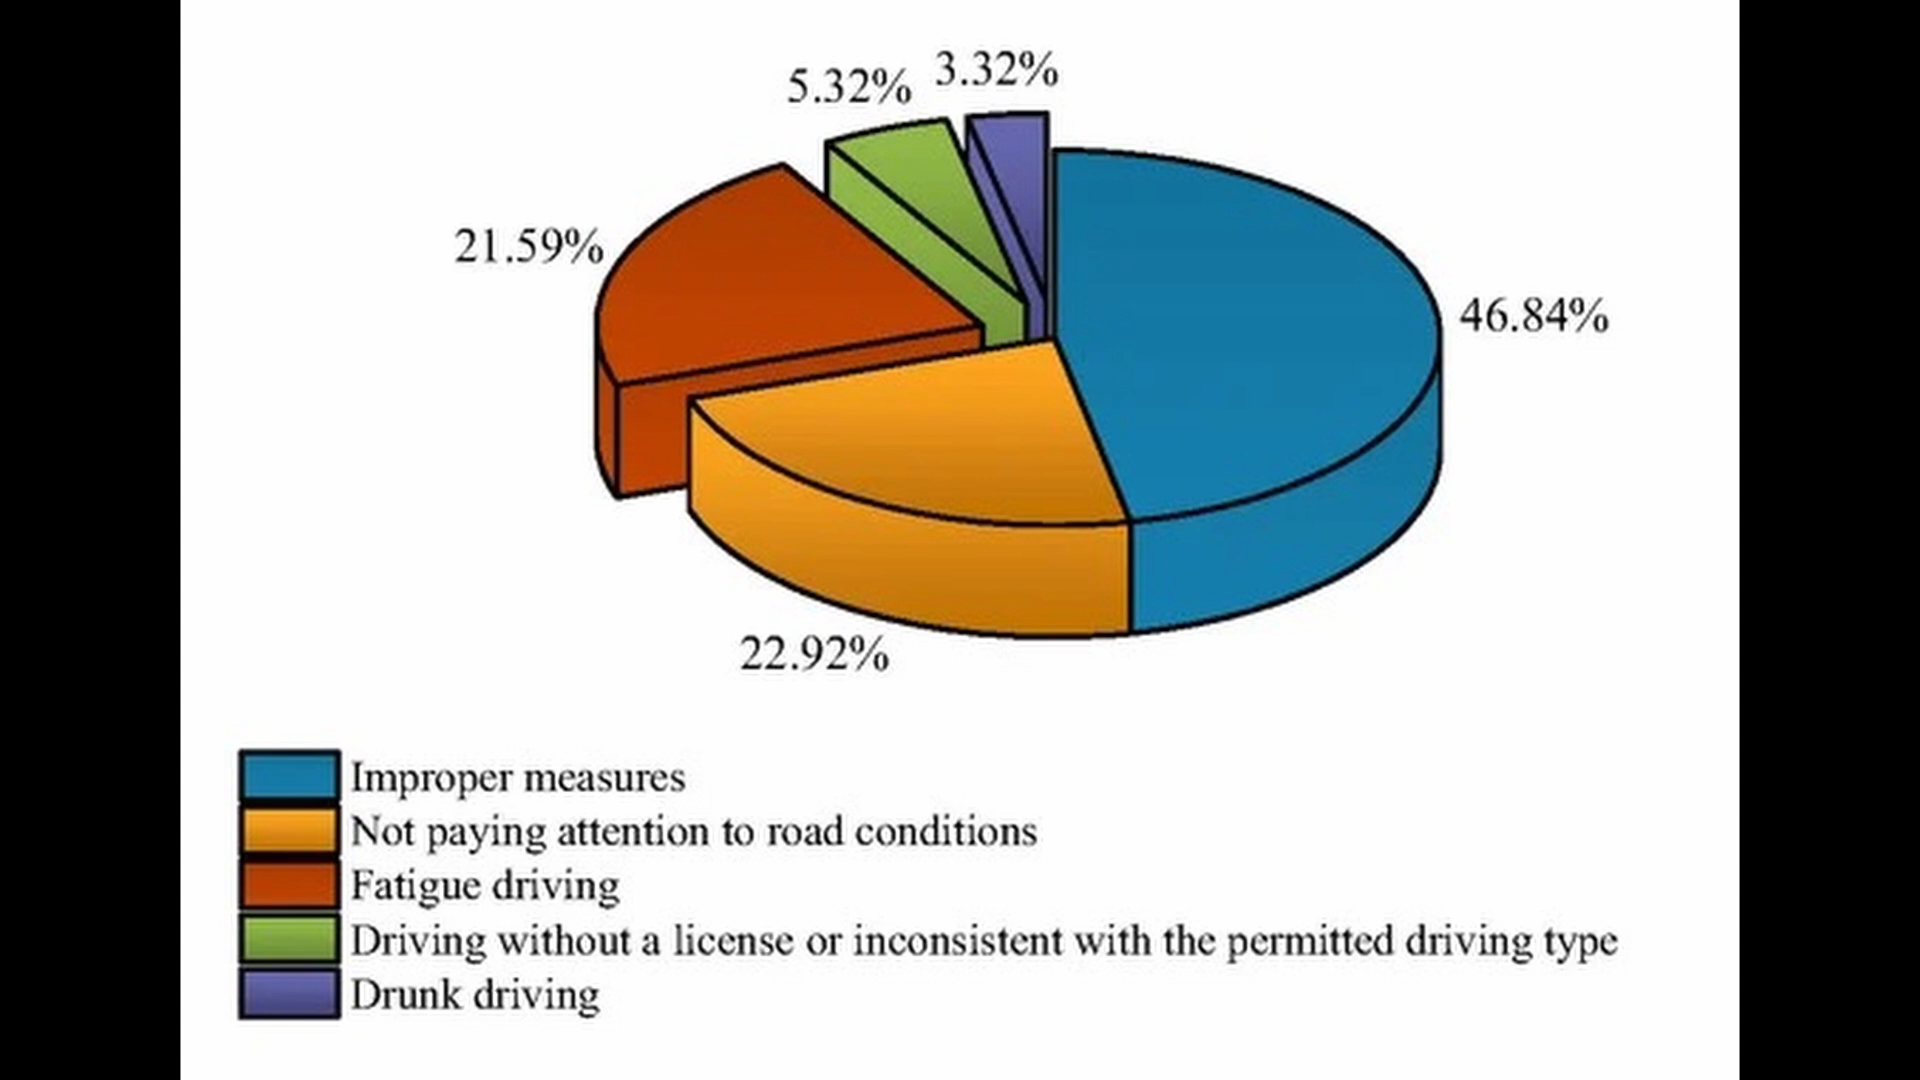 5.32% 3.32%
21.59%
46.84%
22.92%
Improper measures
Not paying attention to road conditions
Fatigue driving
Driving without a license or inconsistent with the permitted driving type
Drunk driving